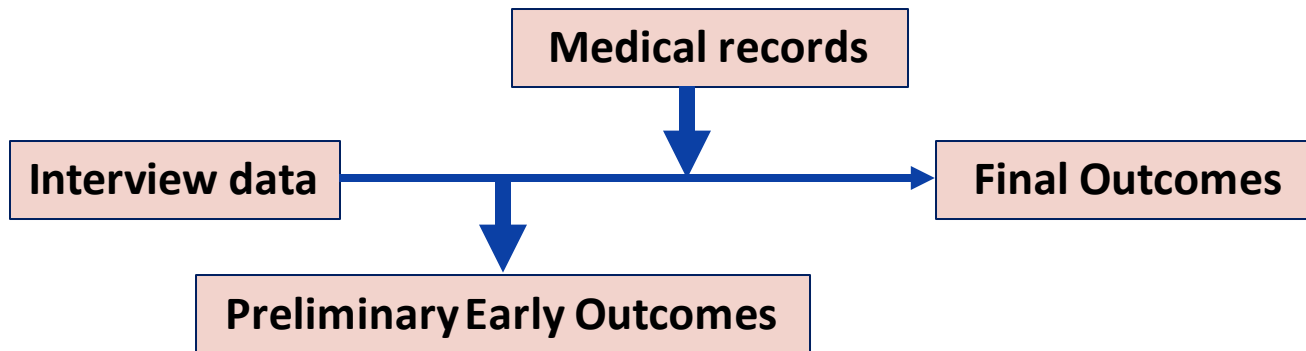 Medical records
Interview data
Final Outcomes
Preliminary Early Outcomes